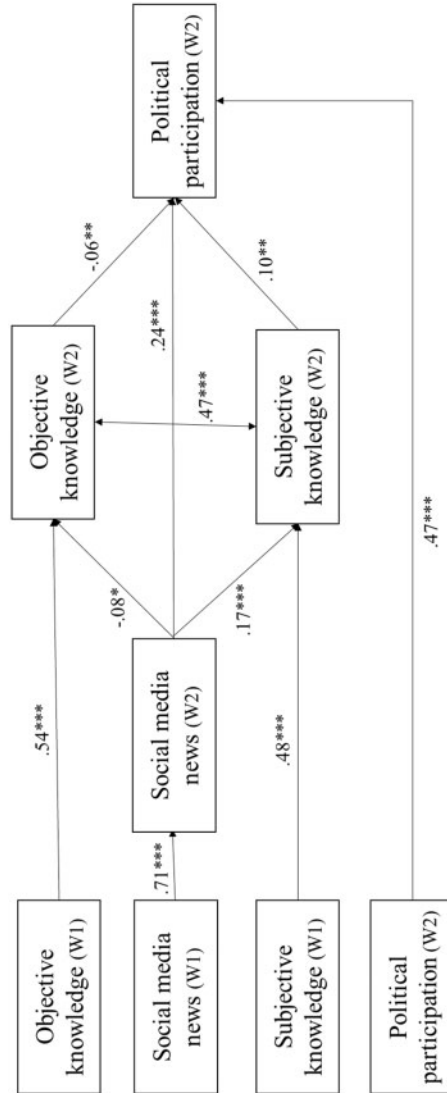 Objective
knowledge (W1)
Social media
news (W1)
Subjective
knowledge (W1)
Political
participation (W2)
.54***
.71***
.48***
.47***
Social media
news (W2)
-.08*
.17***
.24***
Objective
knowledge (W2)
.47***
Subjective
knowledge (W2)
-.06**
.10**
Political
participation (W2)